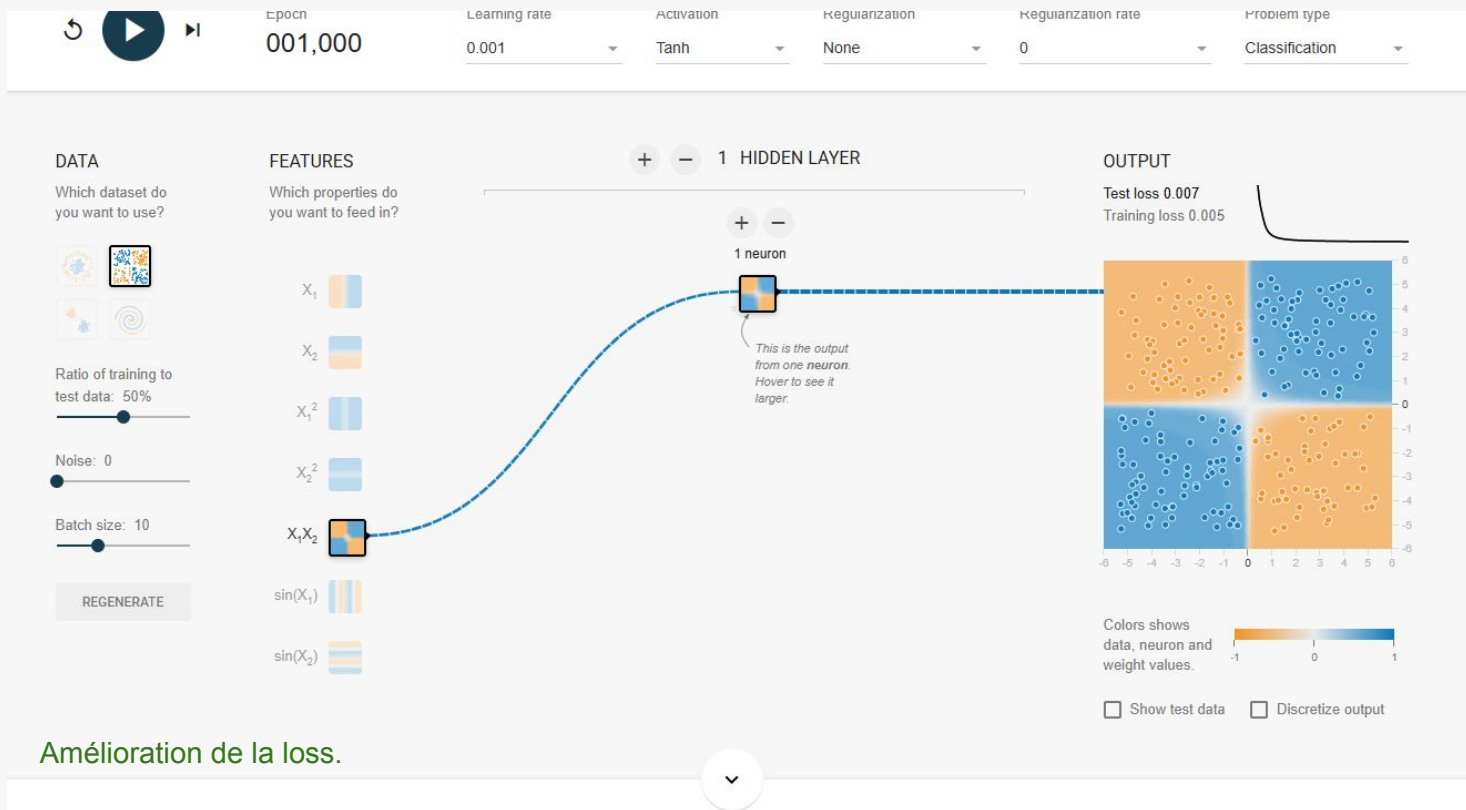 Epoch
001,000
Learning rate
0.001
Activation
Tanh
Regularization
None
Regularization rate
0
Problem type
Classification
DATA
Which dataset do
you want to use?
Ratio of training to
test data: 50%
Noise: 0
Batch size: 10
REGENERATE
FEATURES
Which properties do
you want to feed in?
X₁
X₂
X₁²
X₂²
X₁X₂
sin(X₁)
sin(X₂)
+ − 1 HIDDEN LAYER
+ −
1 neuron
This is the output
from one neuron.
Hover to see it
larger.
OUTPUT
Test loss 0.007
Training loss 0.005
6
5
4
3
2
1
0
-1
-2
-3
-4
-5
-6
-6 -5 -4 -3 -2 -1 0 1 2 3 4 5 6
Colors shows
data, neuron and
weight values.
-1 0 1
Show test data
Discretize output
Amélioration de la loss.